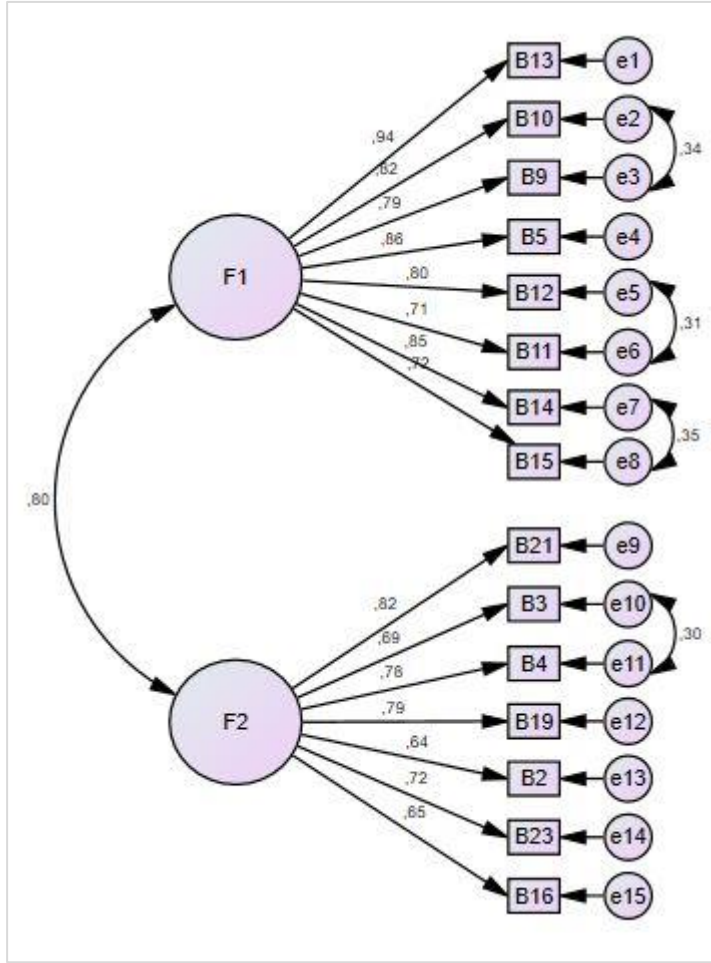 B13 e1
,94
B10 e2
,82
,34
B9 e3
,79
B5 e4
,86
F1
,80
B12 e5
,71
,31
B11 e6
,85
,72
B14 e7
,35
B15 e8
,80
B21 e9
,82
B3 e10
,69
,30
B4 e11
,78
,79
F2
B19 e12
,64
B2 e13
,72
,65
B23 e14
B16 e15